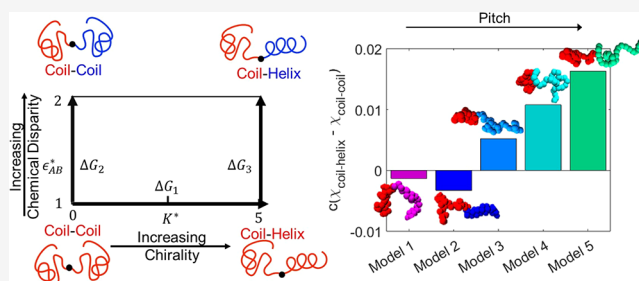 Coil-Coil
Coil-Helix
Increasing
Chemical Disparity
2
ϵ*AB
ΔG2
ΔG3
ΔG1
1
0
K*
5
Coil-Coil
Increasing
Chirality
Coil-Helix
Pitch
c(χcoil-helix - χcoil-coil)
0.02
0.01
0
-0.01
Model 1
Model 2
Model 3
Model 4
Model 5